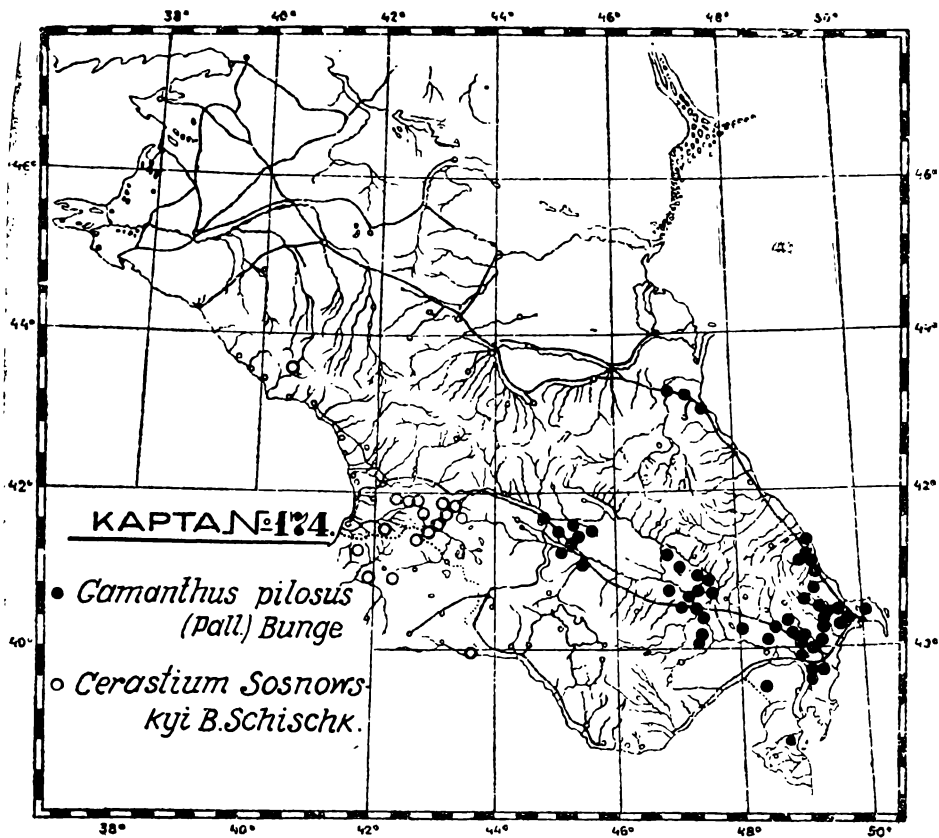 38° 40° 42° 44° 46° 48° 50°
46° 46°
44° 44°
42° 42°
КАРТА №174.
Gamanthus pilosus
(Pall.) Bunge
40° 43°
Cerastium Sosnows-
kyi B. Schischk.
38° 40° 42° 44° 46° 48° 50°